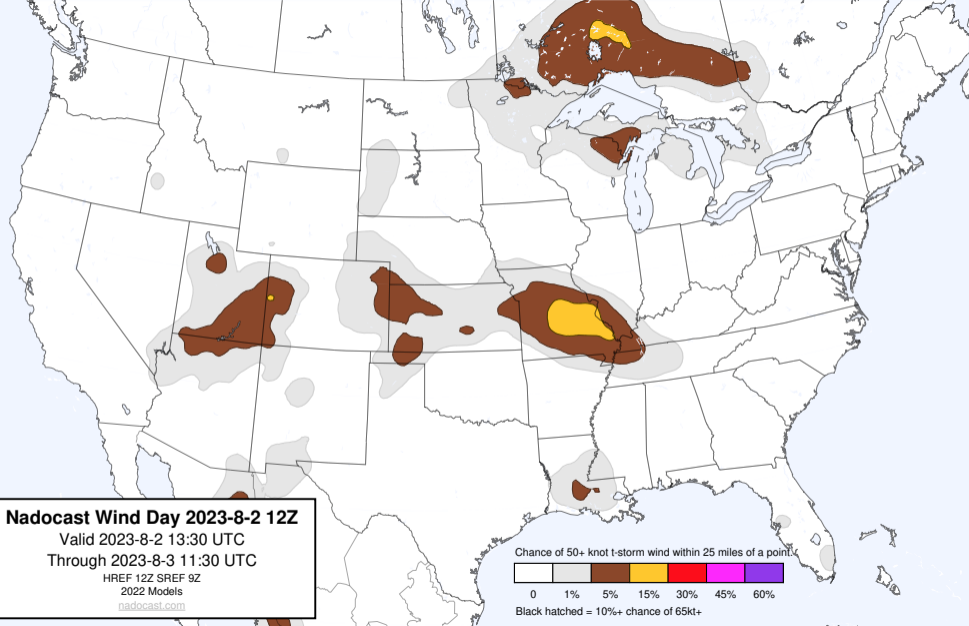 Nadocast Wind Day 2023-8-2 12Z
Valid 2023-8-2 13:30 UTC
Through 2023-8-3 11:30 UTC
HREF 12Z SREF 9Z
2022 Models
nadocast.com
Chance of 50+ knot t-storm wind within 25 miles of a point.
0 1% 5% 15% 30% 45% 60%
Black hatched = 10%+ chance of 65kt+